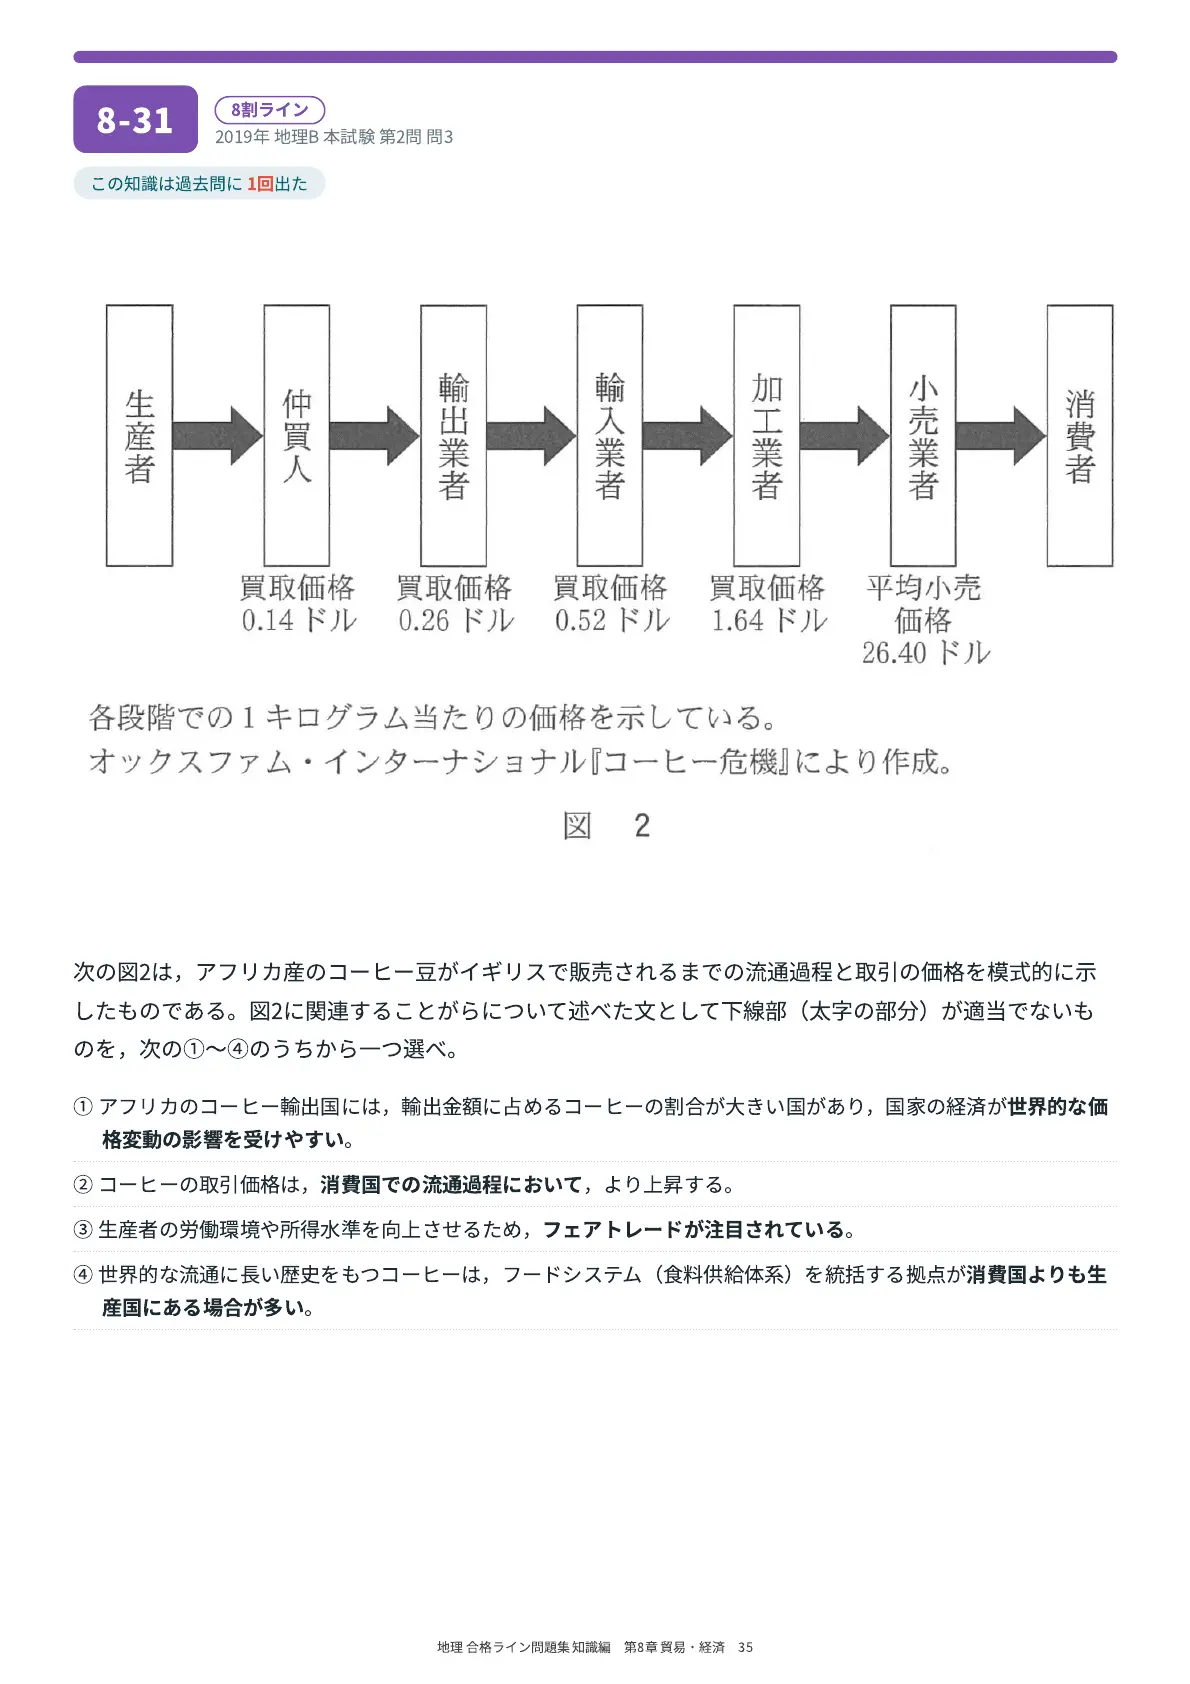 8-31
8割ライン
2019年 地理B 本試験 第2問 問3
この知識は過去問に 1回出た
生産者
仲買人
輸出業者
輸入業者
加工業者
小売業者
消費者
買取価格
0.14 ドル
買取価格
0.26 ドル
買取価格
0.52 ドル
買取価格
1.64 ドル
平均小売
価格
26.40 ドル
各段階での1キログラム当たりの価格を示している。
オックスファム・インターナショナル『コーヒー危機』により作成。
図 2
次の図2は，アフリカ産のコーヒー豆がイギリスで販売されるまでの流通過程と取引の価格を模式的に示
したものである。図2に関連することがらについて述べた文として下線部（太字の部分）が適当でないも
のを，次の①〜④のうちから一つ選べ。
① アフリカのコーヒー輸出国には，輸出金額に占めるコーヒーの割合が大きい国があり，国家の経済が世界的な価
格変動の影響を受けやすい。
② コーヒーの取引価格は，消費国での流通過程において，より上昇する。
③ 生産者の労働環境や所得水準を向上させるため，フェアトレードが注目されている。
④ 世界的な流通に長い歴史をもつコーヒーは，フードシステム（食料供給体系）を統括する拠点が消費国よりも生
産国にある場合が多い。
地理 合格ライン問題集 知識編 第8章 貿易・経済 35